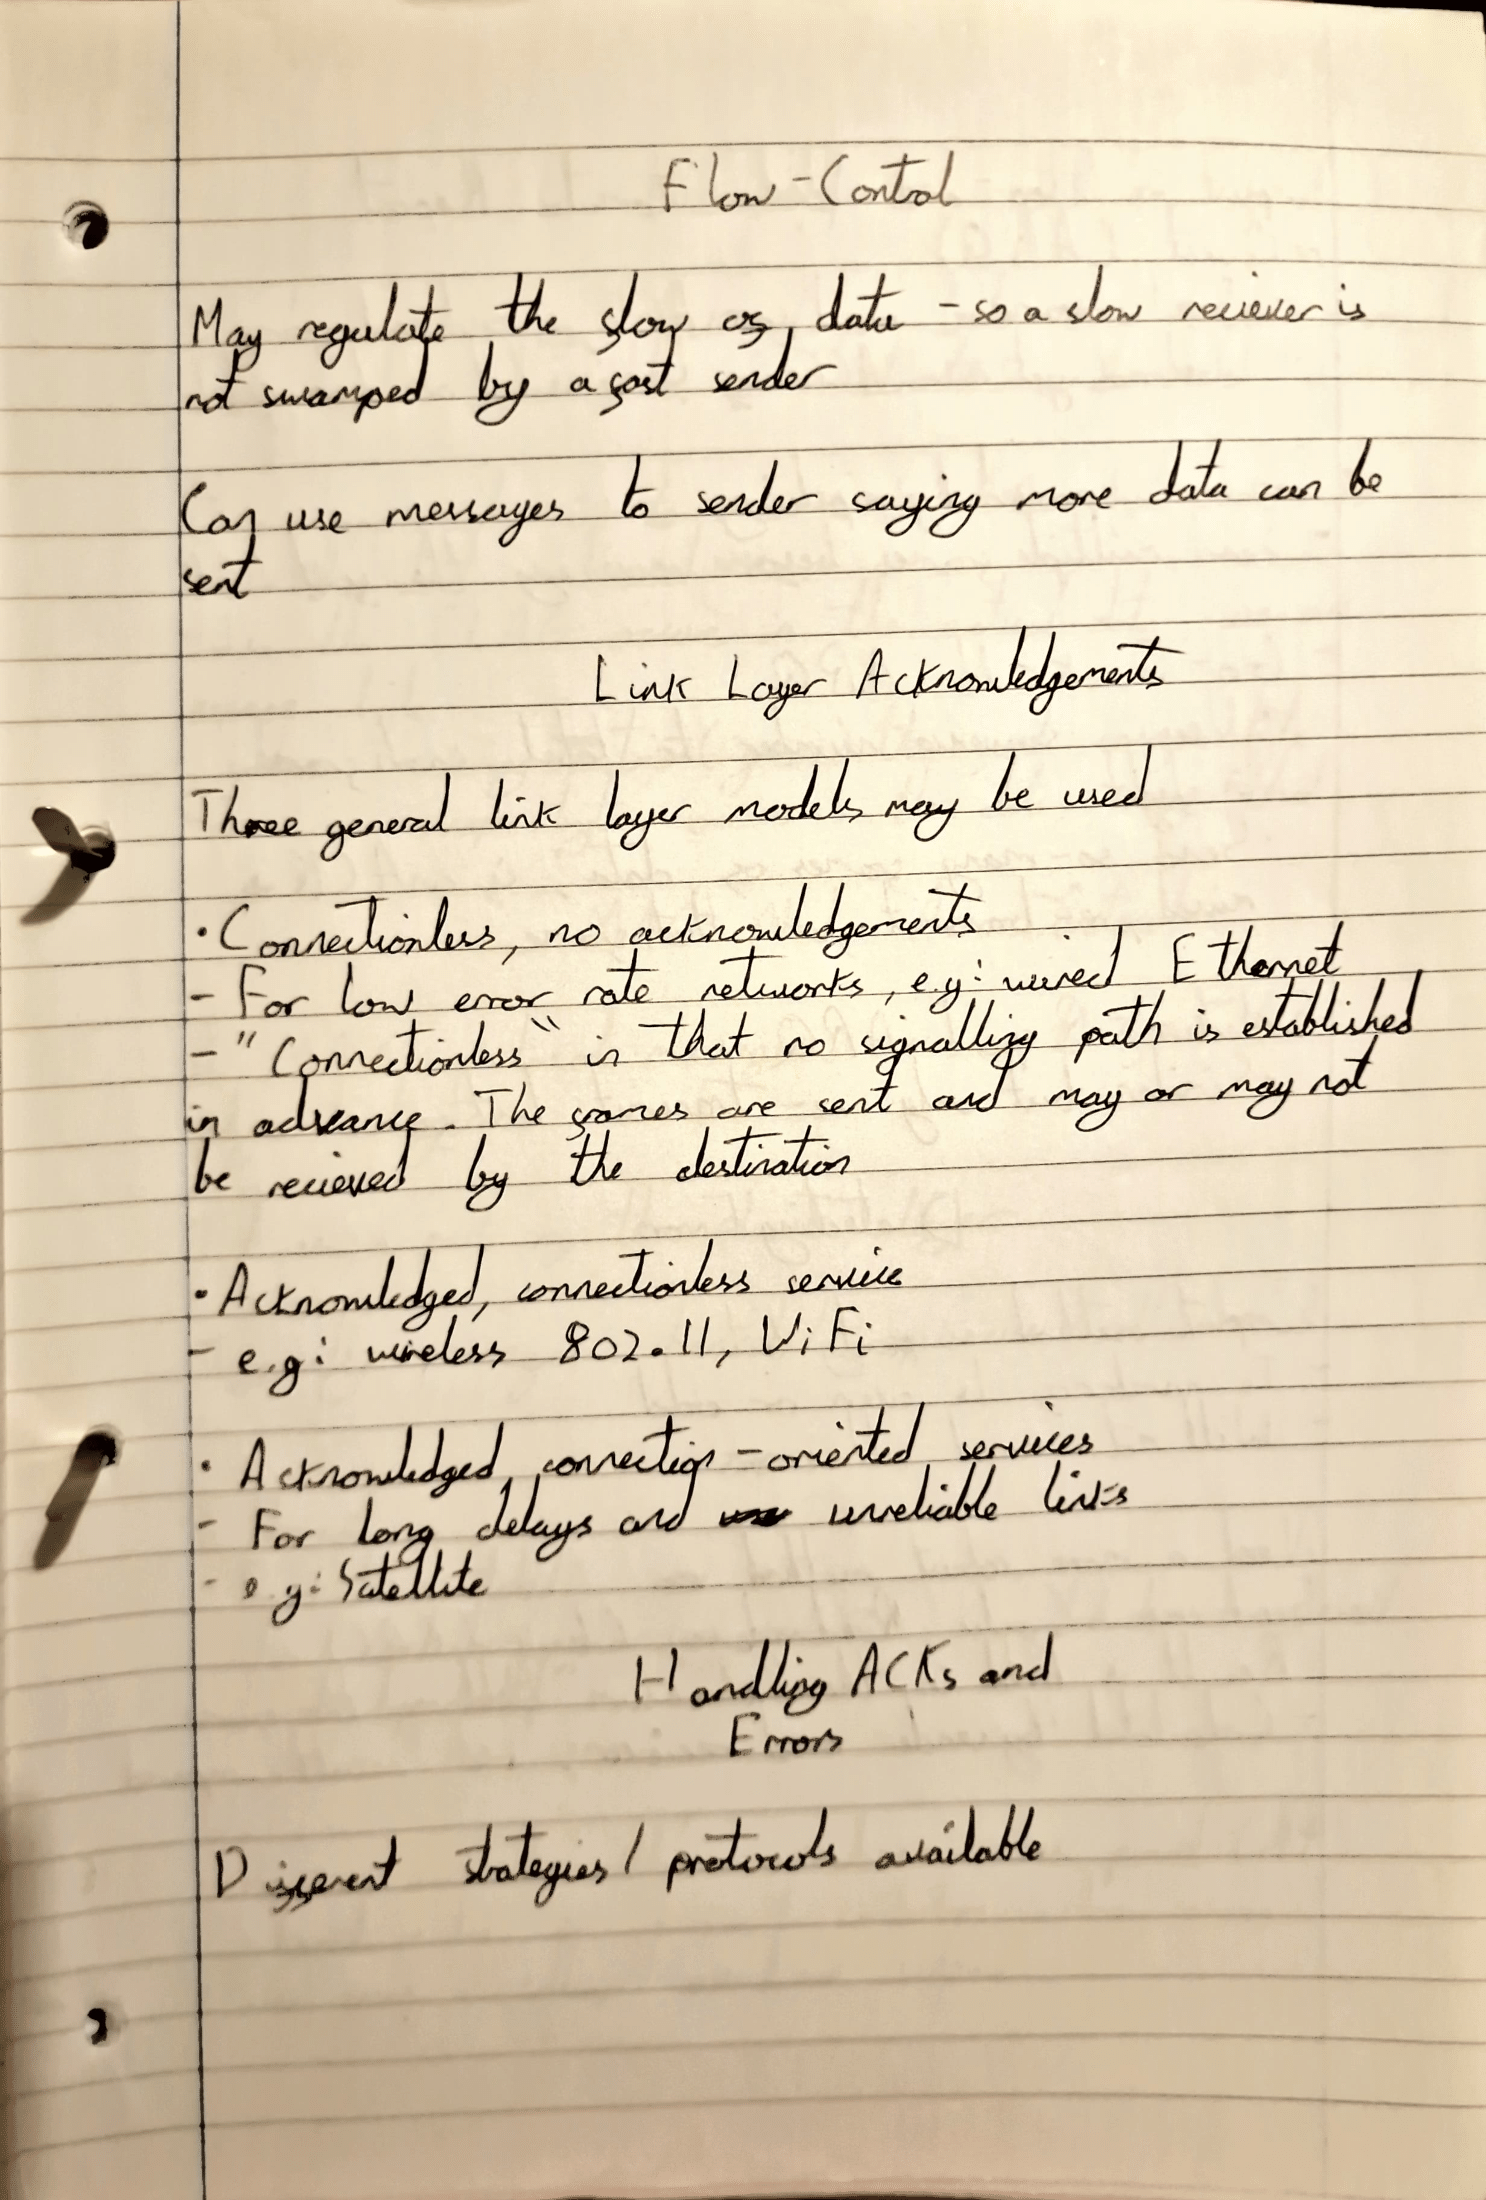 Flow-Control
May regulate the flow of data - so a slow reciever is
not swamped by a fast sender
Can use messages to sender saying more data can be
sent
Link Layer Acknowledgements
Three general link layer models may be used
• Connectionless, no acknowledgements
- For low error rate networks, e.g: wired Ethernet
- "Connectionless" in that no signalling path is established
in advance. The frames are sent and may or may not
be recieved by the destination
• Acknowledged, connectionless service
- e.g: wireless 802.11, WiFi
• Acknowledged, connection-oriented services
- For long delays and unreliable links
- e.g: Satellite
Handling ACKs and
Errors
Different strategies/protocols available